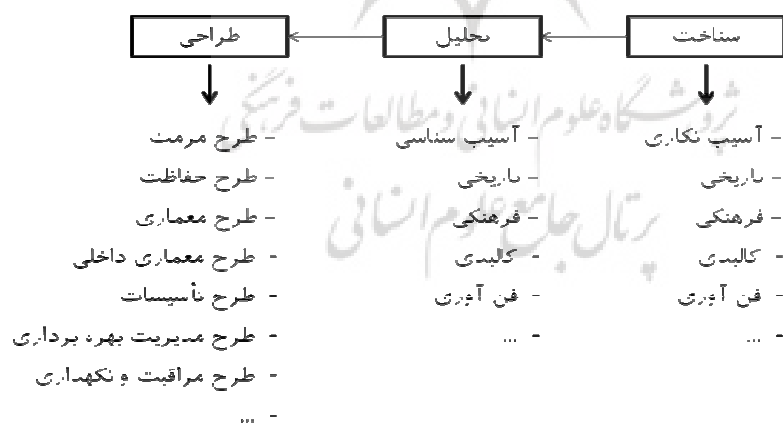 شناخت
تحلیل
طراحی
- آسیب نگاری
- تاریخی
- فرهنگی
- کالبدی
- فن آوری
- ...
- آسیب شناسی
- تاریخی
- فرهنگی
- کالبدی
- فن آوری
- ...
- طرح مرمت
- طرح حفاظت
- طرح معماری
- طرح معماری داخلی
- طرح تأسیسات
- طرح مدیریت بهره برداری
- طرح مراقبت و نگهداری
- ...
پژوهشگاه علوم انسانی و مطالعات فرهنگی
پرتال جامع علوم انسانی